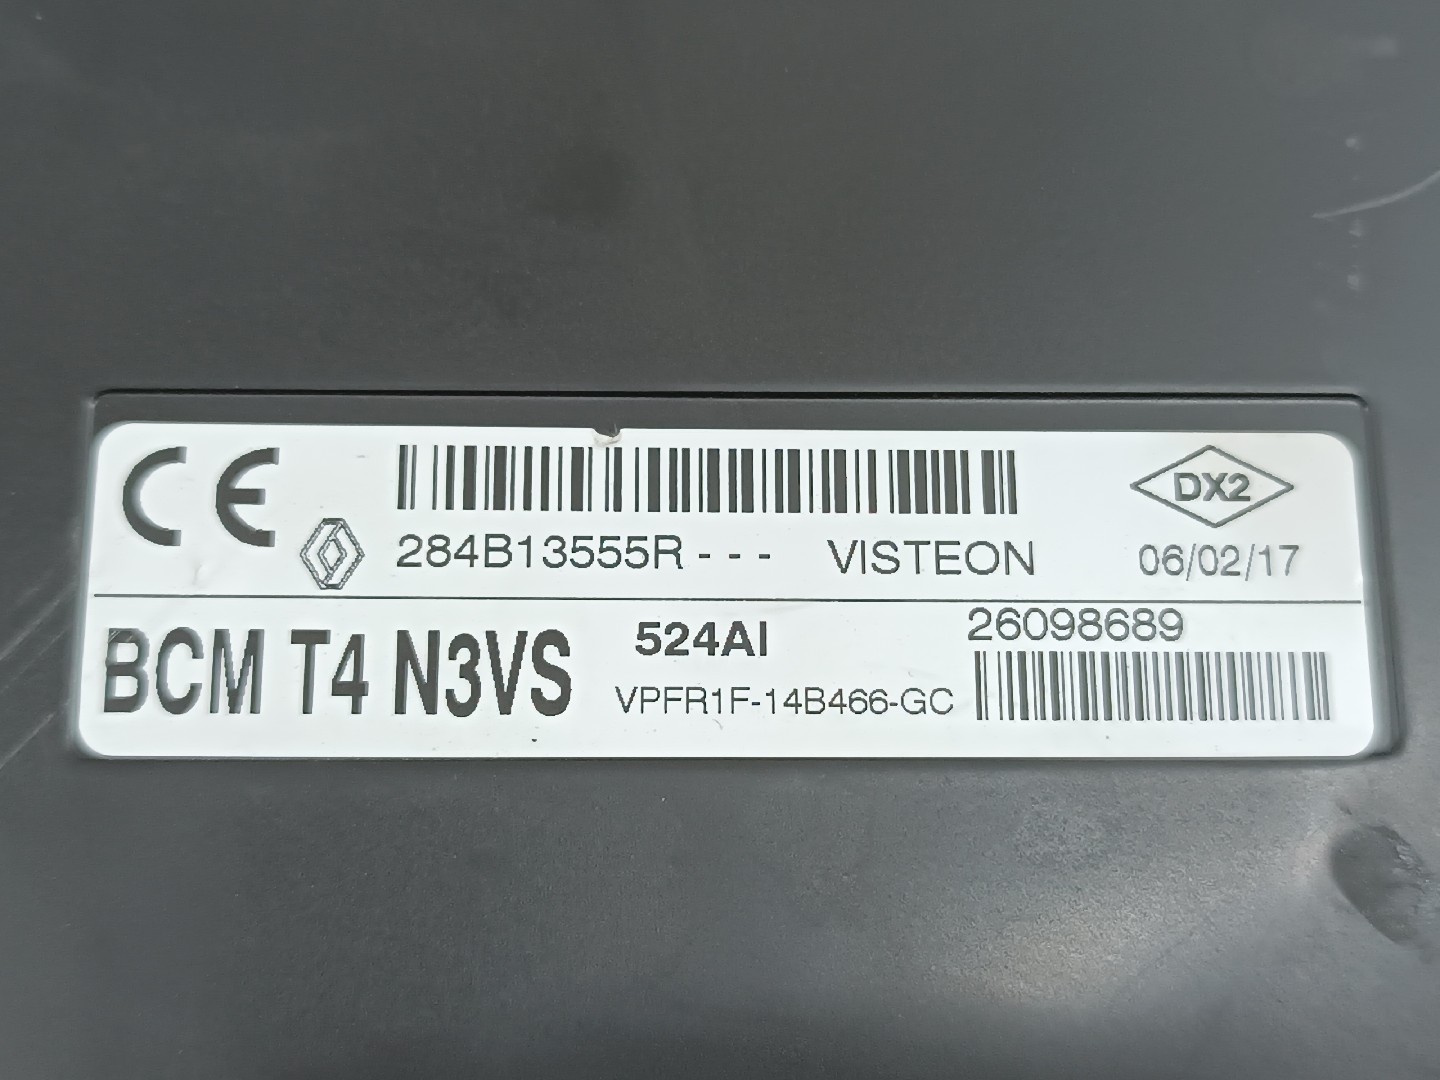 CE
284B13555R - - -
VISTEON
DX2
06/02/17
BCM T4 N3VS
524AI
VPFR1F-14B466-GC
26098689